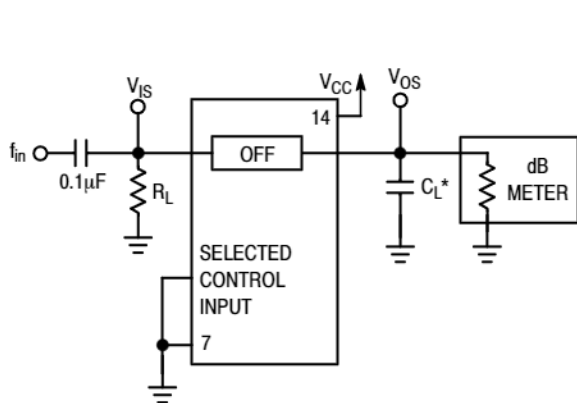 V_IS
V_CC
V_OS
14
f_in
OFF
dB
METER
0.1μF
R_L
C_L*
SELECTED
CONTROL
INPUT
7